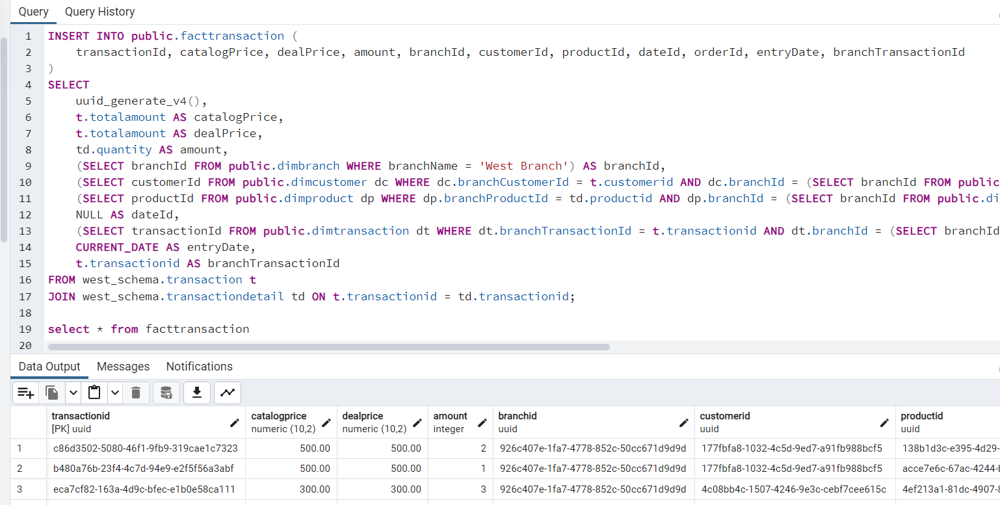 Query Query History
1 INSERT INTO public.facttransaction (
2 transactionId, catalogPrice, dealPrice, amount, branchId, customerId, productId, dateId, orderId, entryDate, branchTransactionId
3 )
4 SELECT
5 uuid_generate_v4(),
6 t.totalamount AS catalogPrice,
7 t.totalamount AS dealPrice,
8 td.quantity AS amount,
9 (SELECT branchId FROM public.dimbranch WHERE branchName = 'West Branch') AS branchId,
10 (SELECT customerId FROM public.dimcustomer dc WHERE dc.branchCustomerId = t.customerid AND dc.branchId = (SELECT branchId FROM public
11 (SELECT productId FROM public.dimproduct dp WHERE dp.branchProductId = td.productid AND dp.branchId = (SELECT branchId FROM public.di
12 NULL AS dateId,
13 (SELECT transactionId FROM public.dimtransaction dt WHERE dt.branchTransactionId = t.transactionid AND dt.branchId = (SELECT branchId
14 CURRENT_DATE AS entryDate,
15 t.transactionid AS branchTransactionId
16 FROM west_schema.transaction t
17 JOIN west_schema.transactiondetail td ON t.transactionid = td.transactionid;
18
19 select * from facttransaction
20
Data Output Messages Notifications
transactionid catalogprice dealprice amount branchid customerid productid
[PK] uuid numeric (10,2) numeric (10,2) integer uuid uuid uuid
1 c86d3502-5080-46f1-9fb9-319cae1c7323 500.00 500.00 2 926c407e-1fa7-4778-852c-50cc671d9d9d 177fbfa8-1032-4c5d-9ed7-a91fb988bcf5 138b1d3c-e395-4d29-
2 b480a76b-23f4-4c7d-94e9-e2f5f56a3abf 500.00 500.00 1 926c407e-1fa7-4778-852c-50cc671d9d9d 177fbfa8-1032-4c5d-9ed7-a91fb988bcf5 acce7e6c-67ac-4244-
3 eca7cf82-163a-4d9c-bfec-e1b0e58ca111 300.00 300.00 3 926c407e-1fa7-4778-852c-50cc671d9d9d 4c08bb4c-1507-4246-9e3c-cebf7cee615c 4ef213a1-81dc-4907-